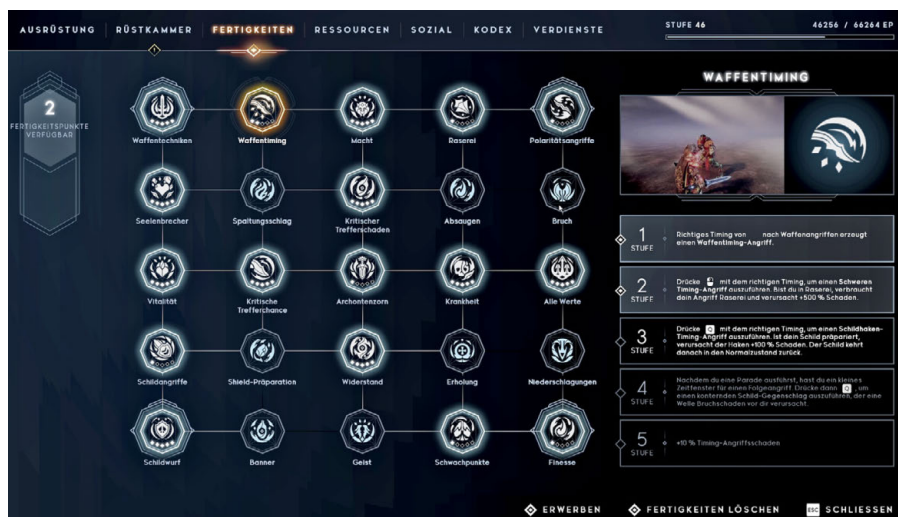 AUSRÜSTUNG RÜSTKAMMER FERTIGKEITEN RESSOURCEN SOZIAL KODEX VERDIENSTE
STUFE 46 46256 / 66264 EP
2
FERTIGKEITSPUNKTE
VERFÜGBAR
Waffentechniken Waffentiming Macht Raserei Polaritätsangriffe
Seelenbrecher Spaltungsschlag Kritischer Trefferschaden Absaugen Bruch
Vitalität Kritische Trefferchance Archontenzorn Krankheit Alle Werte
Schildangriffe Shield-Präparation Widerstand Erholung Niederschlagungen
Schildwurf Banner Geist Schwachpunkte Finesse
WAFFENTIMING
1
STUFE
Richtiges Timing von nach Waffenangriffen erzeugt
einen Waffentiming-Angriff.
2
STUFE
Drücke mit dem richtigen Timing, um einen Schweren
Timing-Angriff auszuführen. Bist du in Raserei, verbraucht
dein Angriff Raserei und verursacht +500 % Schaden.
3
STUFE
Drücke Q mit dem richtigen Timing, um einen Schildhaken-
Timing-Angriff auszuführen. Ist dein Schild präpariert,
verursacht der Haken +100 % Schaden. Der Schild kehrt
danach in den Normalzustand zurück.
4
STUFE
Nachdem du eine Parade ausführst, hast du ein kleines
Zeitfenster für einen Folgeangriff. Drücke dann Q , um
einen konternden Schild-Gegenschlag auszuführen, der eine
Welle Bruchschaden vor dir verursacht.
5
STUFE
+10 % Timing-Angriffsschaden
ERWERBEN FERTIGKEITEN LÖSCHEN ESC SCHLIESSEN